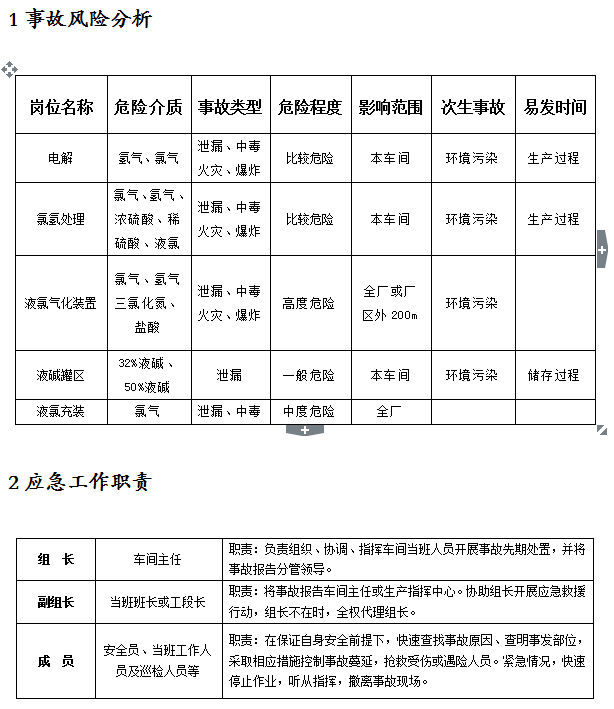 1 事故风险分析
岗位名称 危险介质 事故类型 危险程度 影响范围 次生事故 易发时间
电解 氢气、氯气 泄漏、中毒 比较危险 本车间 环境污染 生产过程
火灾、爆炸
氯氢处理 氯气、氢气、 泄漏、中毒 比较危险 本车间 环境污染 生产过程
浓硫酸、稀 火灾、爆炸
硫酸、液氯
液氯气化装置 氯气、氢气 泄漏、中毒 高度危险 全厂或厂 环境污染
三氯化氮、 火灾、爆炸 区外 200m
盐酸
液碱罐区 32%液碱、 泄漏 一般危险 本车间 环境污染 储存过程
50%液碱
液氯充装 氯气 泄漏、中毒 中度危险 全厂
2 应急工作职责
组 长 车间主任 职责：负责组织、协调、指挥车间当班人员开展事故先期处置，并将
事故报告分管领导。
副组长 当班班长或工段长 职责：将事故报告车间主任或生产指挥中心。协助组长开展应急救援
行动，组长不在时，全权代理组长。
成 员 安全员、当班工作人 职责：在保证自身安全前提下，快速查找事故原因、查明事发部位，
员及巡检人员等 采取相应措施控制事故蔓延，抢救受伤或遇险人员。紧急情况，快速
停止作业，听从指挥，撤离事故现场。